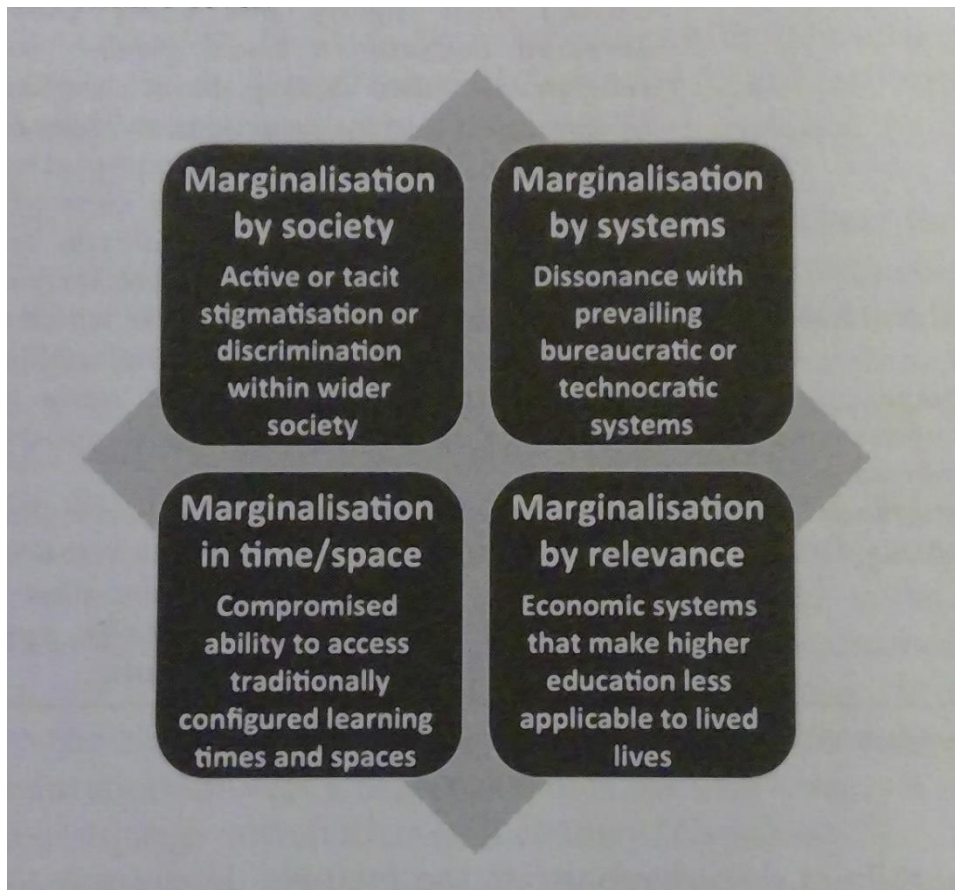 Marginalisation
by society
Active or tacit
stigmatisation or
discrimination
within wider
society
Marginalisation
by systems
Dissonance with
prevailing
bureaucratic or
technocratic
systems
Marginalisation
in time/space
Compromised
ability to access
traditionally
configured learning
times and spaces
Marginalisation
by relevance
Economic systems
that make higher
education less
applicable to lived
lives